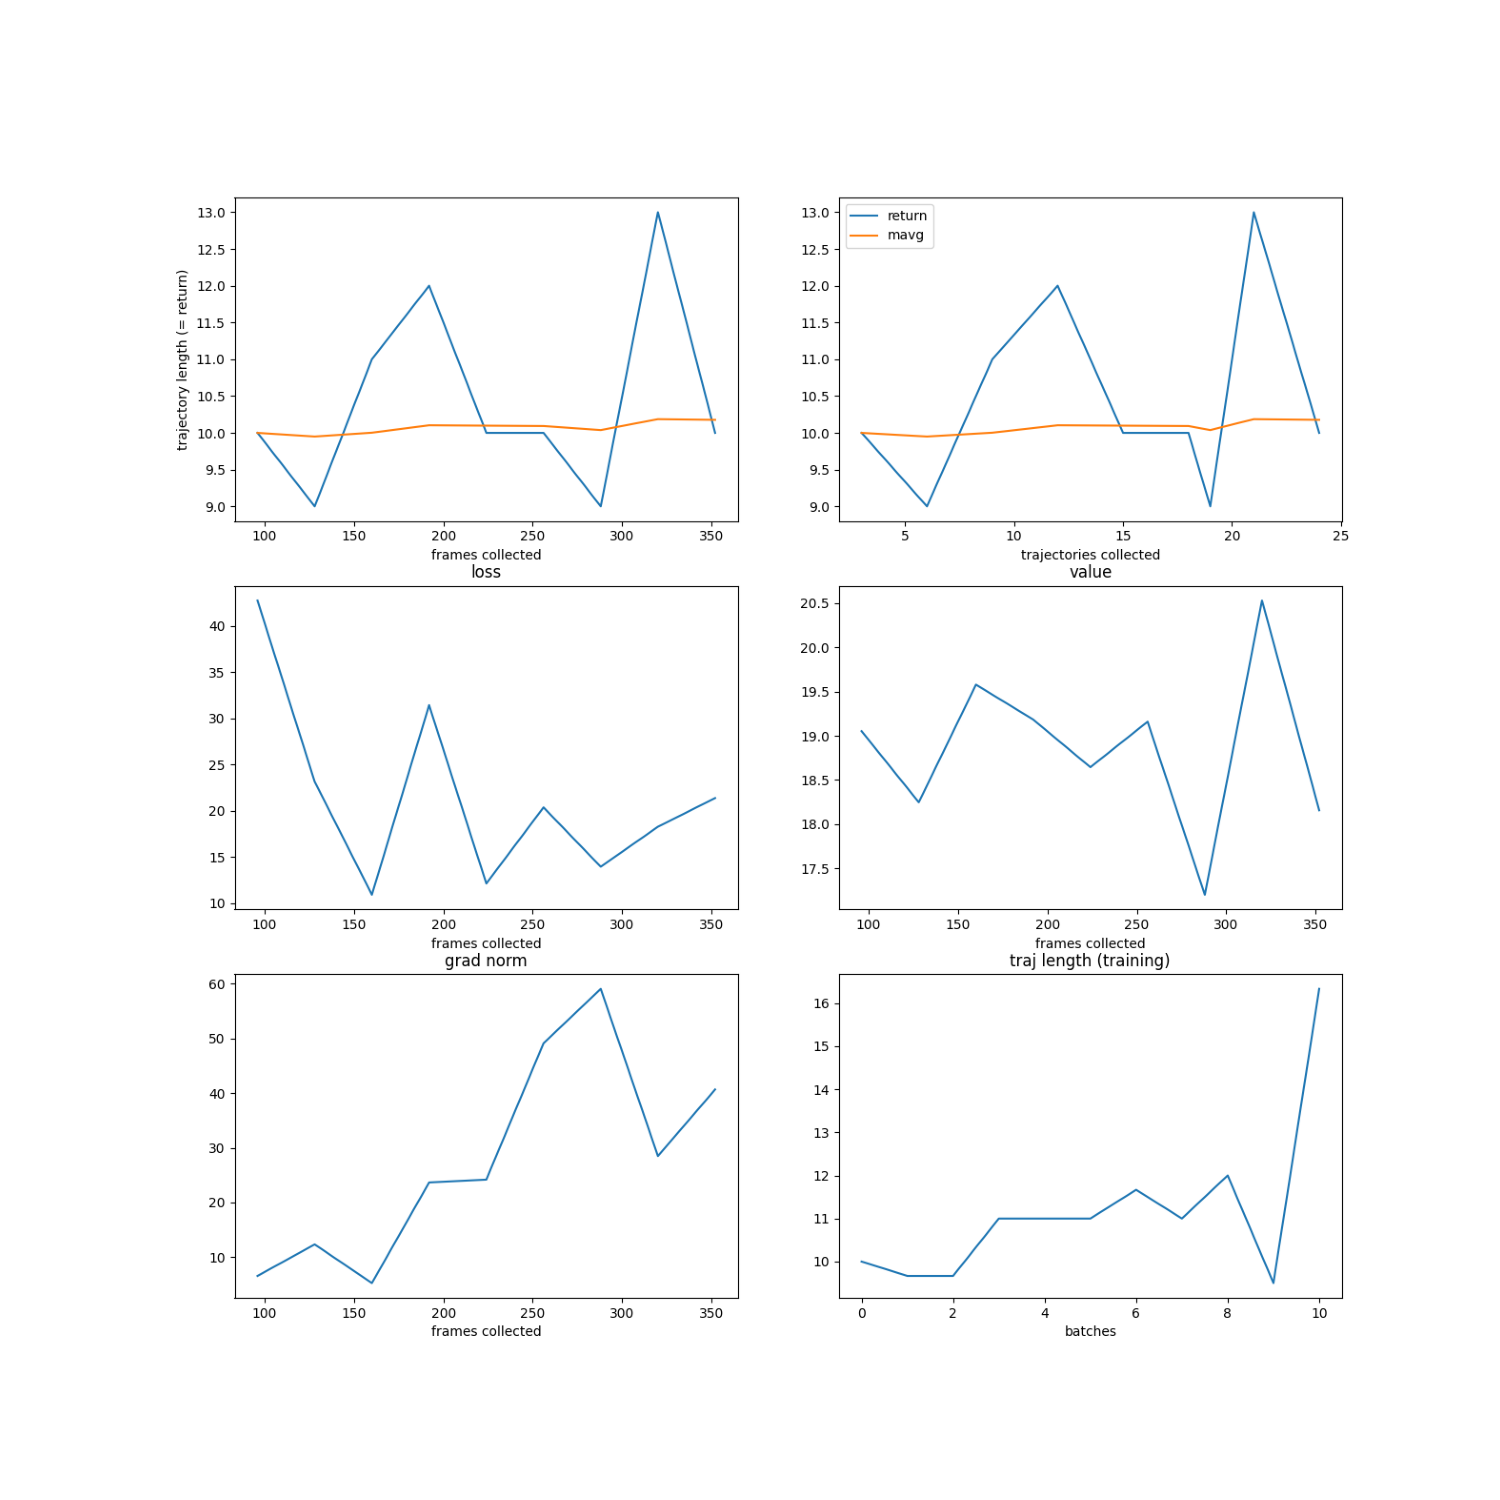 trajectory length (= return)
13.0
12.5
12.0
11.5
11.0
10.5
10.0
9.5
9.0
100 150 200 250 300 350
frames collected
return
mavg
13.0
12.5
12.0
11.5
11.0
10.5
10.0
9.5
9.0
5 10 15 20 25
trajectories collected
loss
40
35
30
25
20
15
10
100 150 200 250 300 350
frames collected
value
20.5
20.0
19.5
19.0
18.5
18.0
17.5
100 150 200 250 300 350
frames collected
grad norm
60
50
40
30
20
10
100 150 200 250 300 350
frames collected
traj length (training)
16
15
14
13
12
11
10
0 2 4 6 8 10
batches